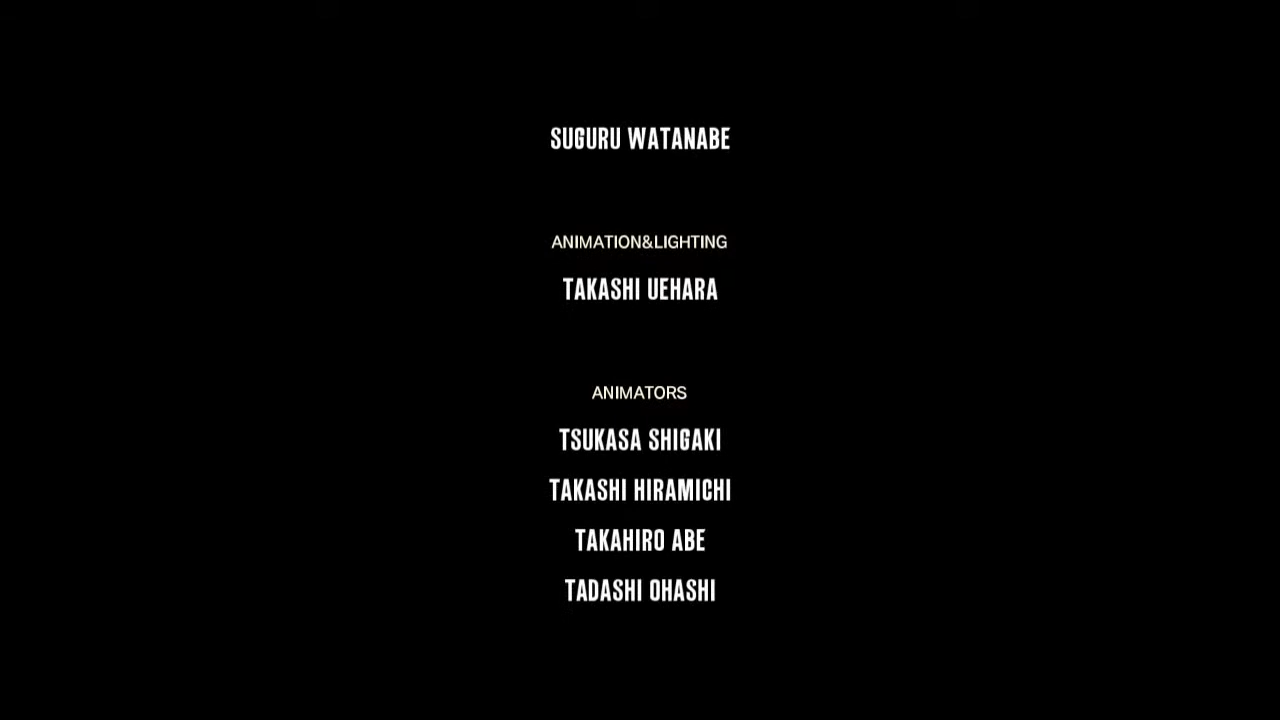 SUGURU WATANABE
ANIMATION&LIGHTING
TAKASHI UEHARA
ANIMATORS
TSUKASA SHIGAKI
TAKASHI HIRAMICHI
TAKAHIRO ABE
TADASHI OHASHI